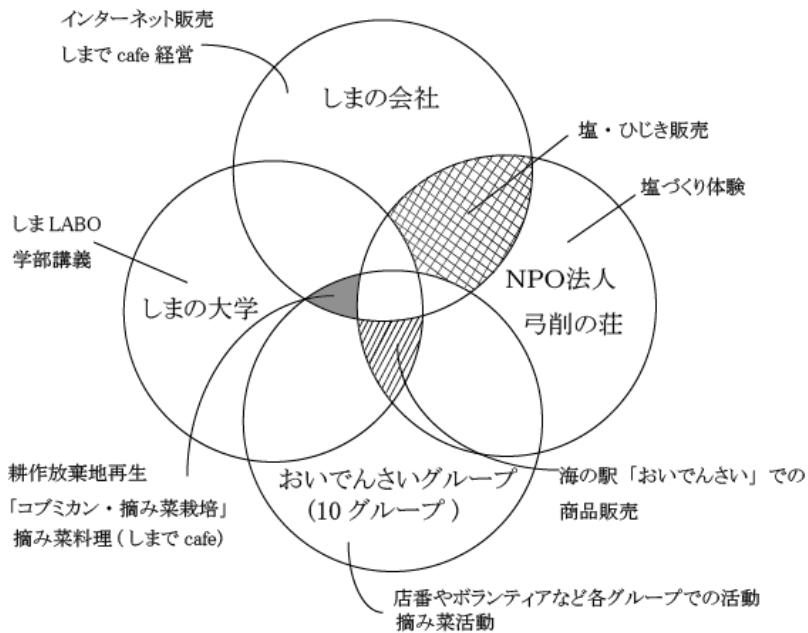 インターネット販売
しまで cafe 経営
しまの会社
塩・ひじき販売
塩づくり体験
しま LABO
学部講義
しまの大学
NPO法人
弓削の荘
耕作放棄地再生
「コブミカン・摘み菜栽培」
摘み菜料理 ( しまで cafe)
おいでんさいグループ
(10 グループ )
海の駅「おいでんさい」での
商品販売
店番やボランティアなど各グループでの活動
摘み菜活動